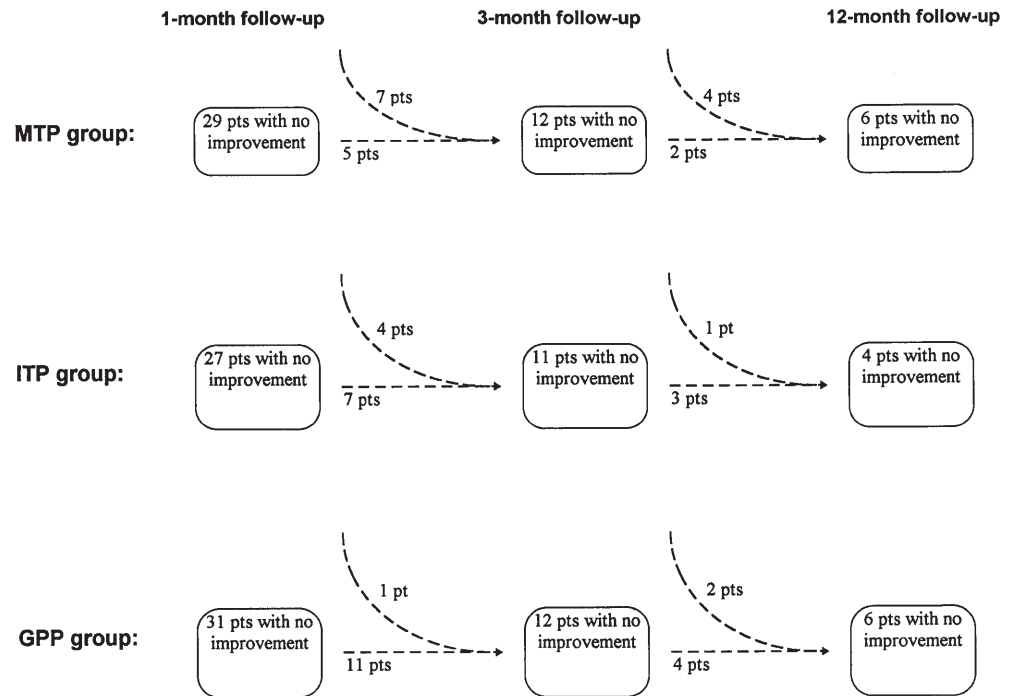 1-month follow-up 3-month follow-up 12-month follow-up
7 pts 4 pts
MTP group: 29 pts with no improvement 12 pts with no improvement 6 pts with no improvement
5 pts 2 pts
4 pts 1 pt
ITP group: 27 pts with no improvement 11 pts with no improvement 4 pts with no improvement
7 pts 3 pts
1 pt 2 pts
GPP group: 31 pts with no improvement 12 pts with no improvement 6 pts with no improvement
11 pts 4 pts